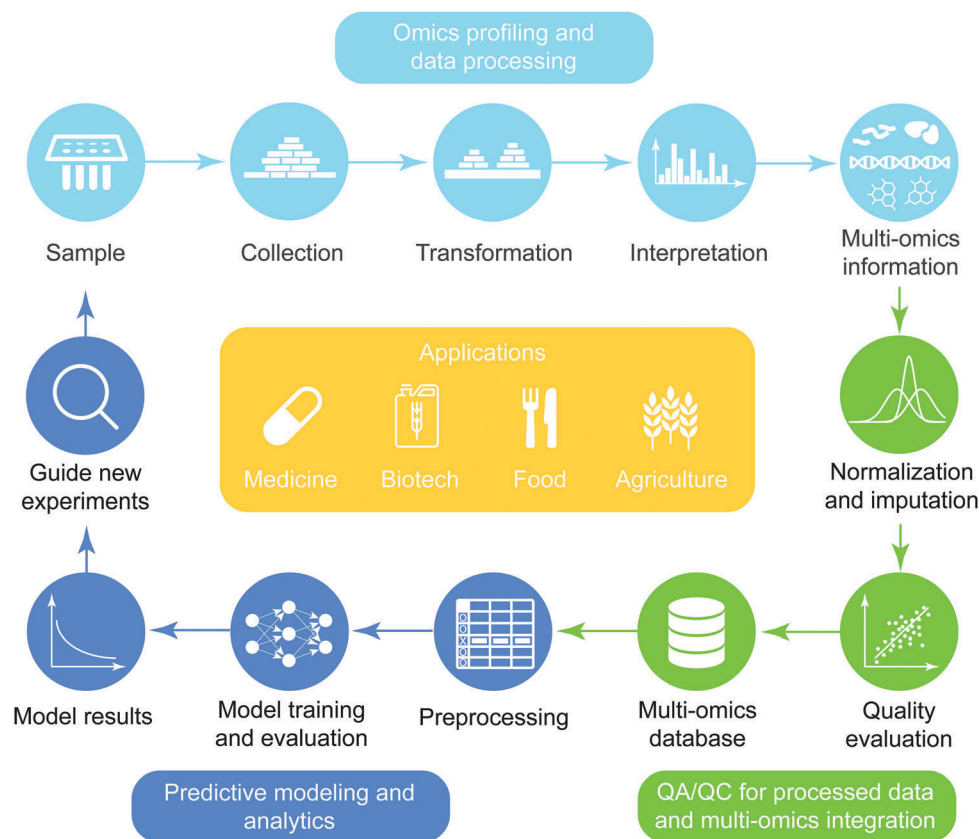 Omics profiling and
data processing
Sample
Collection
Transformation
Interpretation
Multi-omics
information
Applications
Medicine
Biotech
Food
Agriculture
Guide new
experiments
Normalization
and imputation
Model results
Model training
and evaluation
Preprocessing
Multi-omics
database
Quality
evaluation
Predictive modeling and
analytics
QA/QC for processed data
and multi-omics integration
O
O
X
O
O